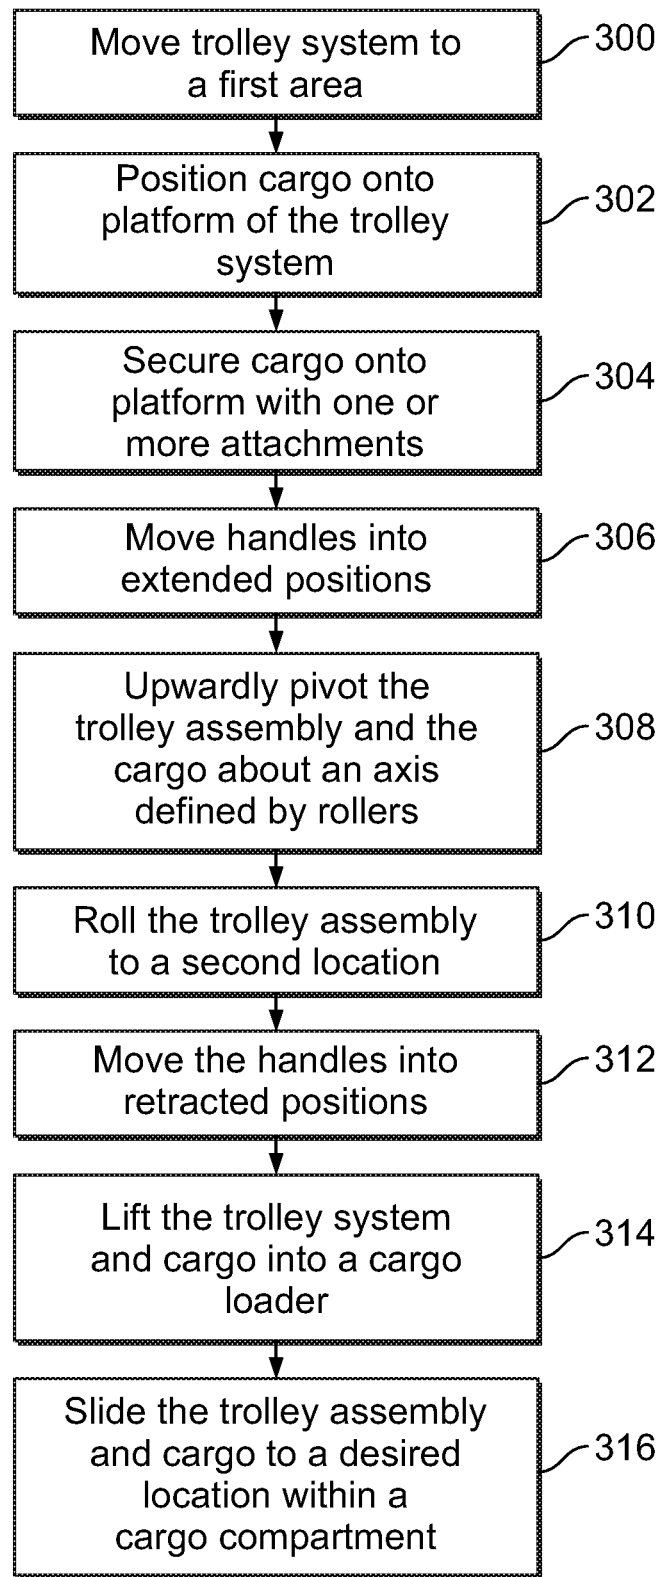 Move trolley system to
a first area
300
Position cargo onto
platform of the trolley
system
302
Secure cargo onto
platform with one or
more attachments
304
Move handles into
extended positions
306
Upwardly pivot the
trolley assembly and the
cargo about an axis
defined by rollers
308
Roll the trolley assembly
to a second location
310
Move the handles into
retracted positions
312
Lift the trolley system
and cargo into a cargo
loader
314
Slide the trolley assembly
and cargo to a desired
location within a
cargo compartment
316